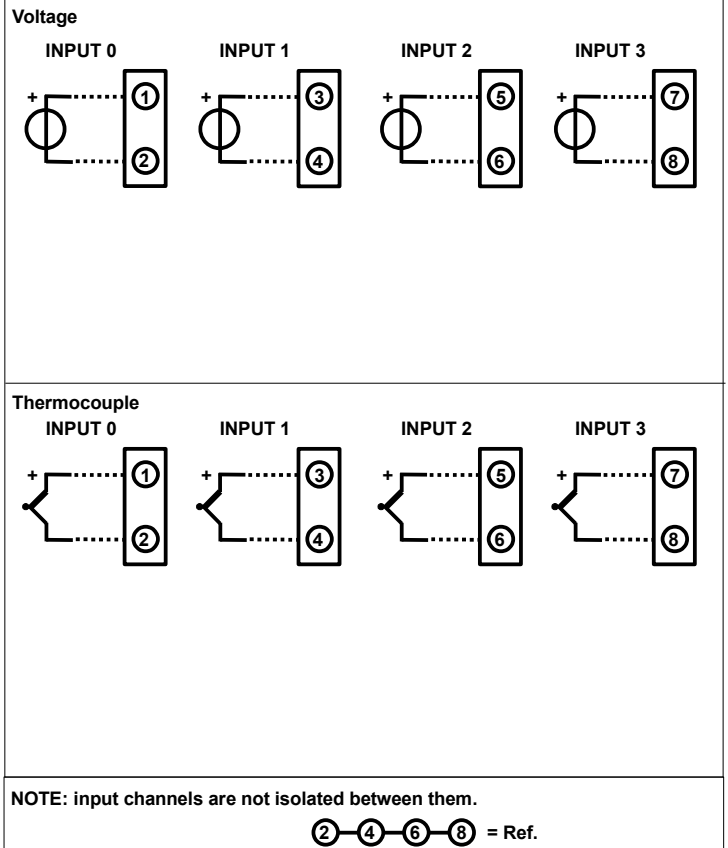 Voltage
INPUT 0 INPUT 1 INPUT 2 INPUT 3
+ 1 + 3 + 5 + 7
2 4 6 8
Thermocouple
INPUT 0 INPUT 1 INPUT 2 INPUT 3
+ 1 + 3 + 5 + 7
2 4 6 8
NOTE: input channels are not isolated between them.
2 4 6 8 = Ref.